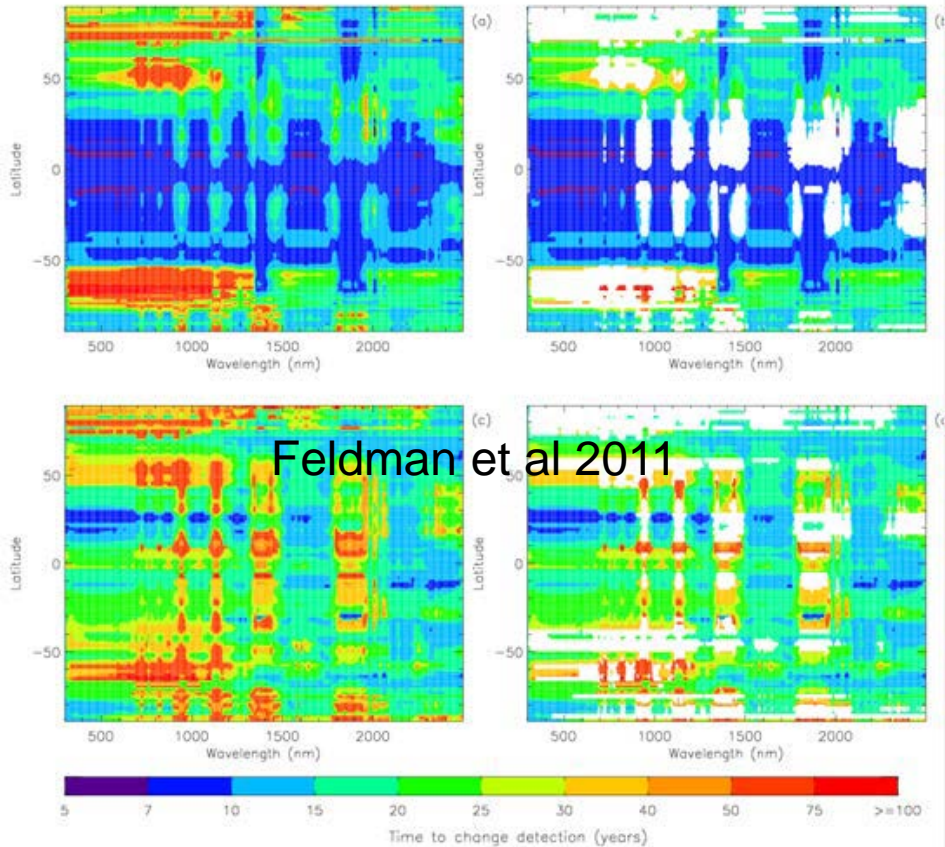 (a)
(b
50
0
−50
Latitude
500 1000 1500 2000
Wavelength (nm)
50
0
−50
Latitude
500 1000 1500 2000
Wavelength (nm)
(c)
50
0
−50
Latitude
500 1000 1500 2000
Wavelength (nm)
50
0
−50
Latitude
500 1000 1500 2000
Wavelength (nm)
Feldman et al 2011
5 7 10 15 20 25 30 40 50 75 >=100
Time to change detection (years)